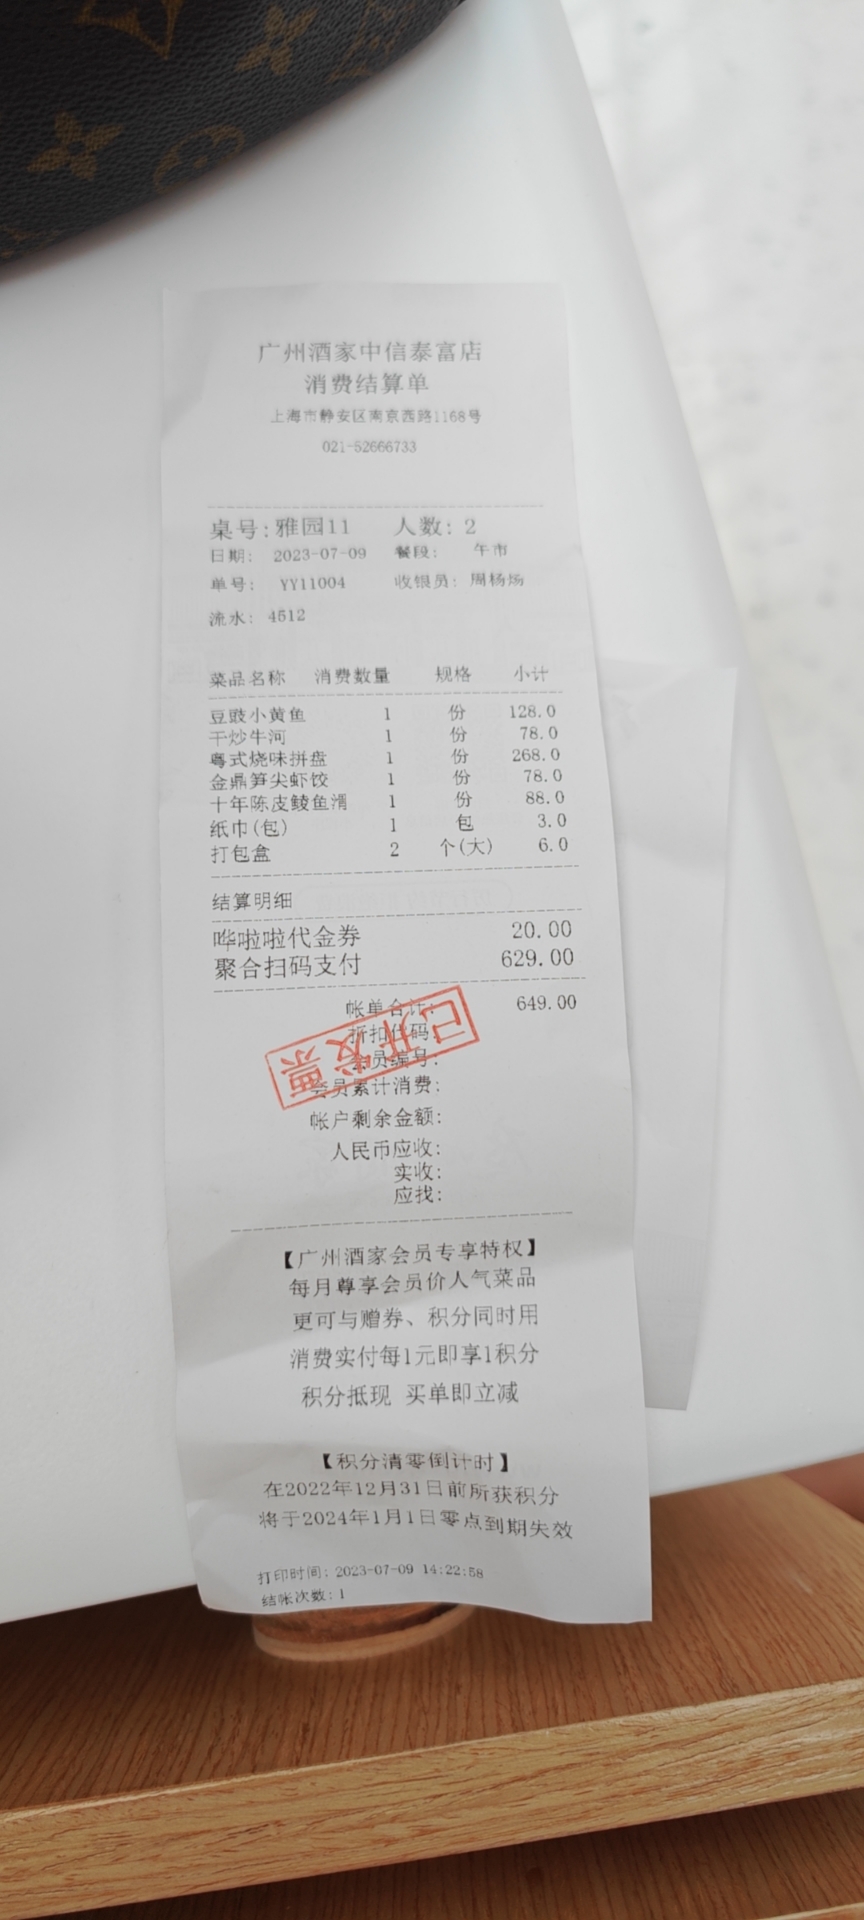 广州酒家中信泰富店
消费结算单
上海市静安区南京西路1168号
021-52666733
桌号:雅园11 人数: 2
日期: 2023-07-09 餐段: 午市
单号: YY11004 收银员: 周杨炀
流水: 4512
菜品名称 消费数量 规格 小计
豆豉小黄鱼 1 份 128.0
干炒牛河 1 份 78.0
粤式烧味拼盘 1 份 268.0
金鼎笋尖虾饺 1 份 78.0
十年陈皮鲮鱼滑 1 份 88.0
纸巾(包) 1 包 3.0
打包盒 2 个(大) 6.0
结算明细
哗啦啦代金券 20.00
聚合扫码支付 629.00
帐单合计: 649.00
折扣代码:
会员编号:
会员累计消费:
已开发票
帐户剩余金额:
人民币应收:
实收:
应找:
【广州酒家会员专享特权】
每月尊享会员价人气菜品
更可与赠券、积分同时用
消费实付每1元即享1积分
积分抵现 买单即立减
【积分清零倒计时】
在2022年12月31日前所获积分
将于2024年1月1日零点到期失效
打印时间: 2023-07-09 14:22:58
结帐次数: 1